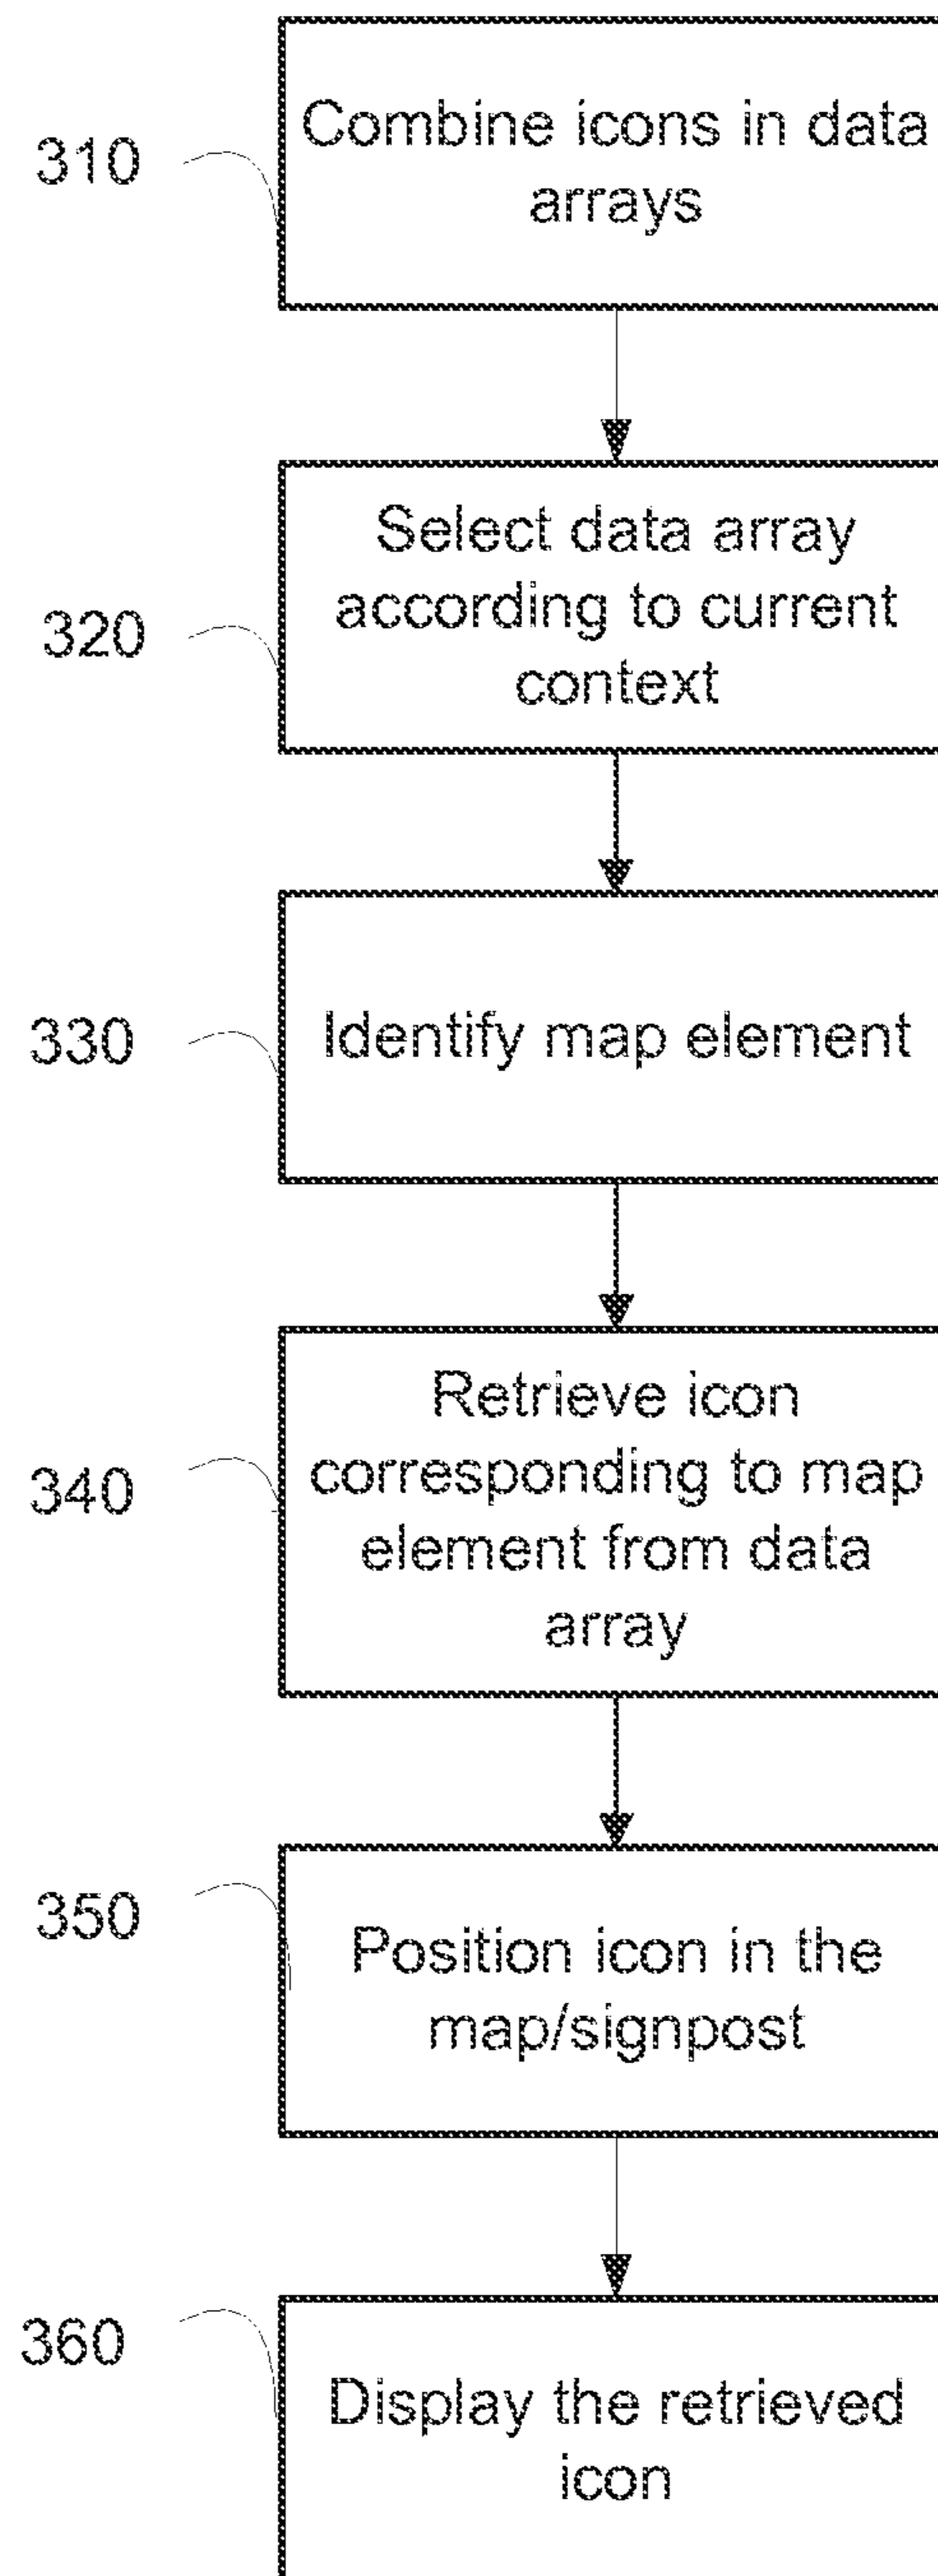 310
Combine icons in data
arrays
320
Select data array
according to current
context
330
Identify map element
340
Retrieve icon
corresponding to map
element from data
array
350
Position icon in the
map/signpost
360
Display the retrieved
icon